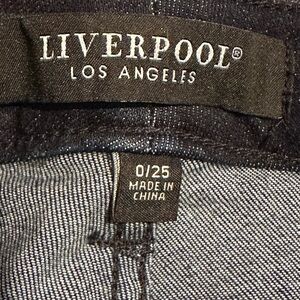 LIVERPOOL®
LOS ANGELES
0/25
MADE IN
CHINA